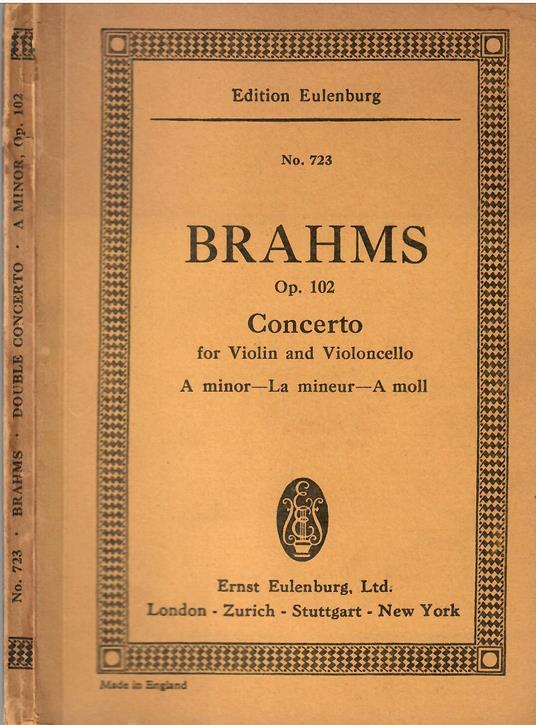 No. 723 · BRAHMS · DOUBLE CONCERTO · A MINOR, Op. 102
Edition Eulenburg
No. 723
BRAHMS
Op. 102
Concerto
for Violin and Violoncello
A minor—La mineur—A moll
Ernst Eulenburg, Ltd.
London - Zurich - Stuttgart - New York
Made in England